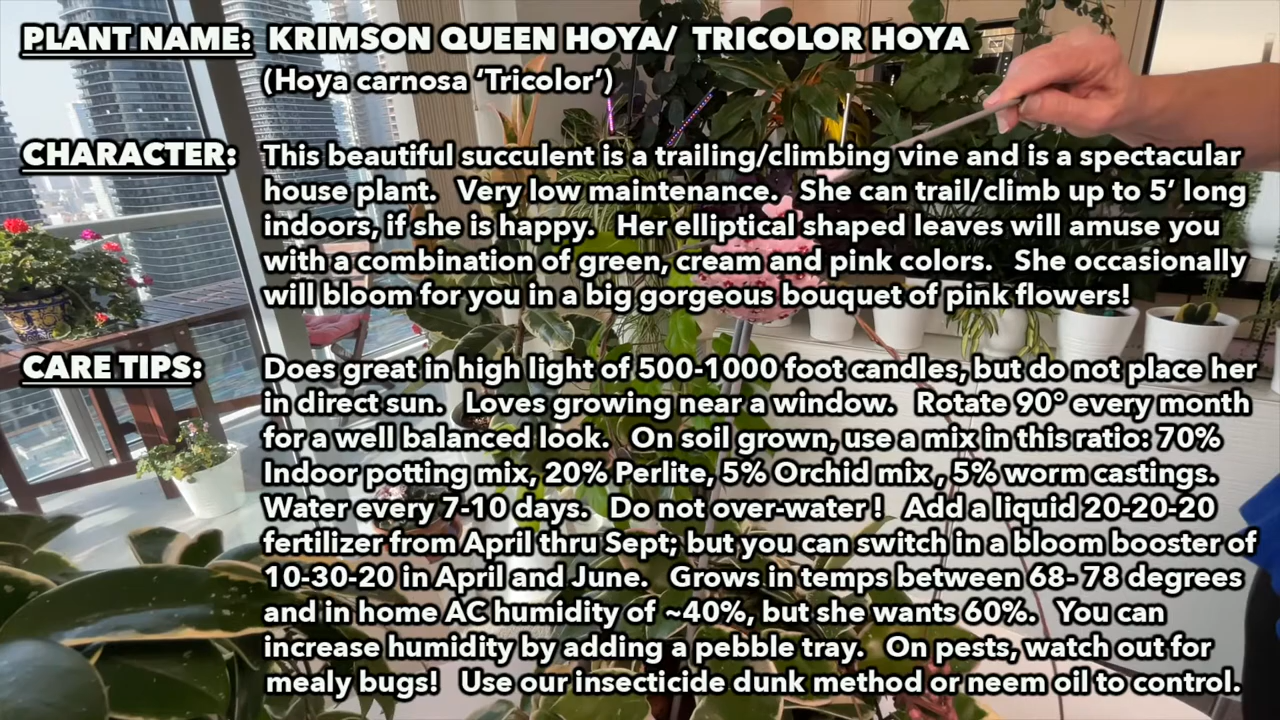 PLANT NAME: KRIMSON QUEEN HOYA/ TRICOLOR HOYA
(Hoya carnosa ‘Tricolor’)
CHARACTER: This beautiful succulent is a trailing/climbing vine and is a spectacular
house plant. Very low maintenance. She can trail/climb up to 5’ long
indoors, if she is happy. Her elliptical shaped leaves will amuse you
with a combination of green, cream and pink colors. She occasionally
will bloom for you in a big gorgeous bouquet of pink flowers!
CARE TIPS: Does great in high light of 500-1000 foot candles, but do not place her
in direct sun. Loves growing near a window. Rotate 90° every month
for a well balanced look. On soil grown, use a mix in this ratio: 70%
Indoor potting mix, 20% Perlite, 5% Orchid mix , 5% worm castings.
Water every 7-10 days. Do not over-water ! Add a liquid 20-20-20
fertilizer from April thru Sept; but you can switch in a bloom booster of
10-30-20 in April and June. Grows in temps between 68- 78 degrees
and in home AC humidity of ~40%, but she wants 60%. You can
increase humidity by adding a pebble tray. On pests, watch out for
mealy bugs! Use our insecticide dunk method or neem oil to control.